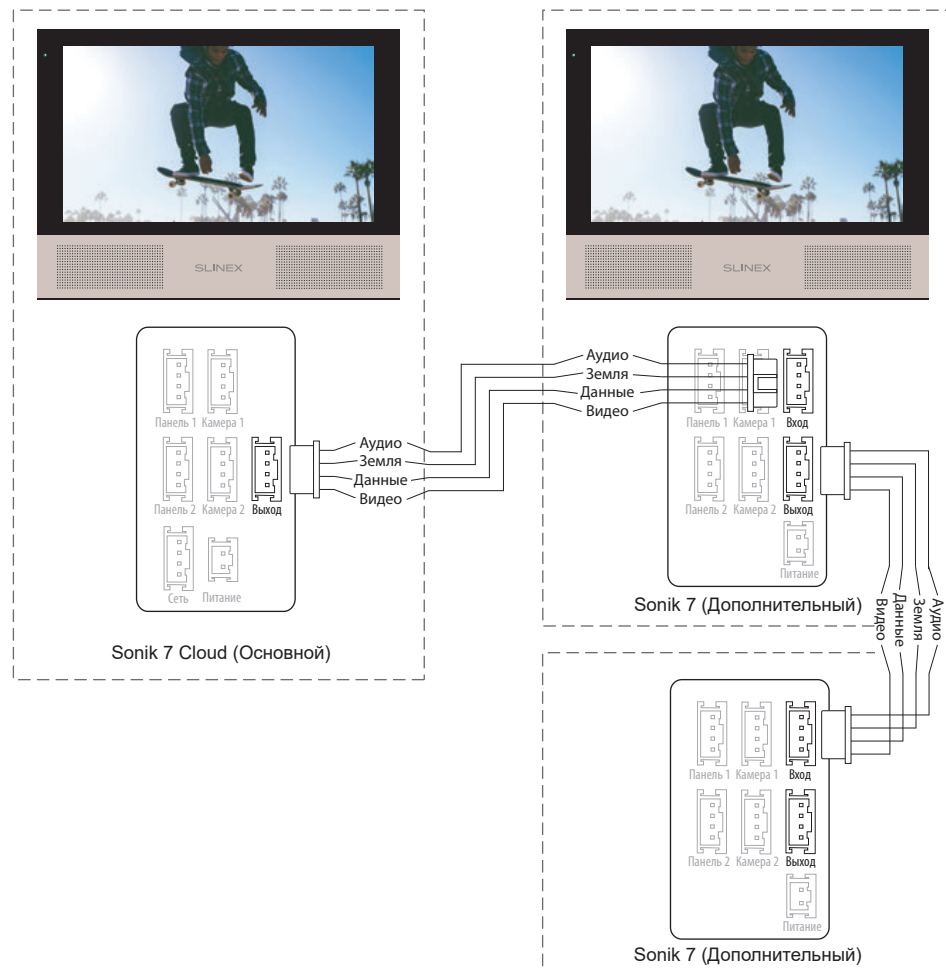 SLINEX
SLINEX
Панель 1 Камера 1
Панель 2 Камера 2 Выход
Сеть Питание
Аудио
Земля
Данные
Видео
Sonik 7 Cloud (Основной)
Аудио
Земля
Данные
Видео
Панель 1 Камера 1 Вход
Панель 2 Камера 2 Выход
Питание
Sonik 7 (Дополнительный)
Видео
Данные
Земля
Аудио
Панель 1 Камера 1 Вход
Панель 2 Камера 2 Выход
Питание
Sonik 7 (Дополнительный)